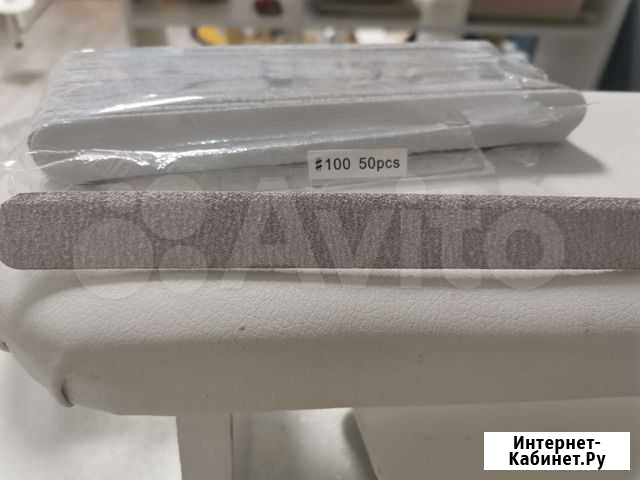 #100 50pcs
Avito
Интернет-
Кабинет.Ру